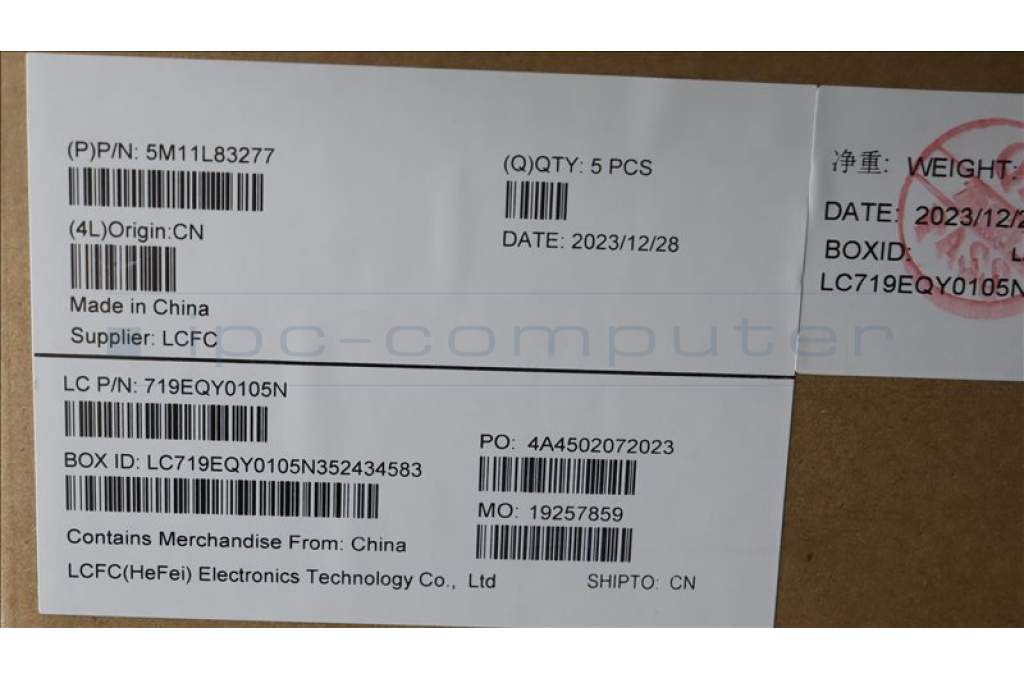 (P)P/N: 5M11L83277
(4L)Origin:CN
Made in China
Supplier: LCFC
(Q)QTY: 5 PCS
DATE: 2023/12/28
LC P/N: 719EQY0105N
BOX ID: LC719EQY0105N352434583
Contains Merchandise From: China
LCFC(HeFei) Electronics Technology Co., Ltd
PO: 4A4502072023
MO: 19257859
SHIPTO: CN
净重: WEIGHT:
DATE: 2023/12/2
BOXID:
LC719EQY0105N
ipc-computer